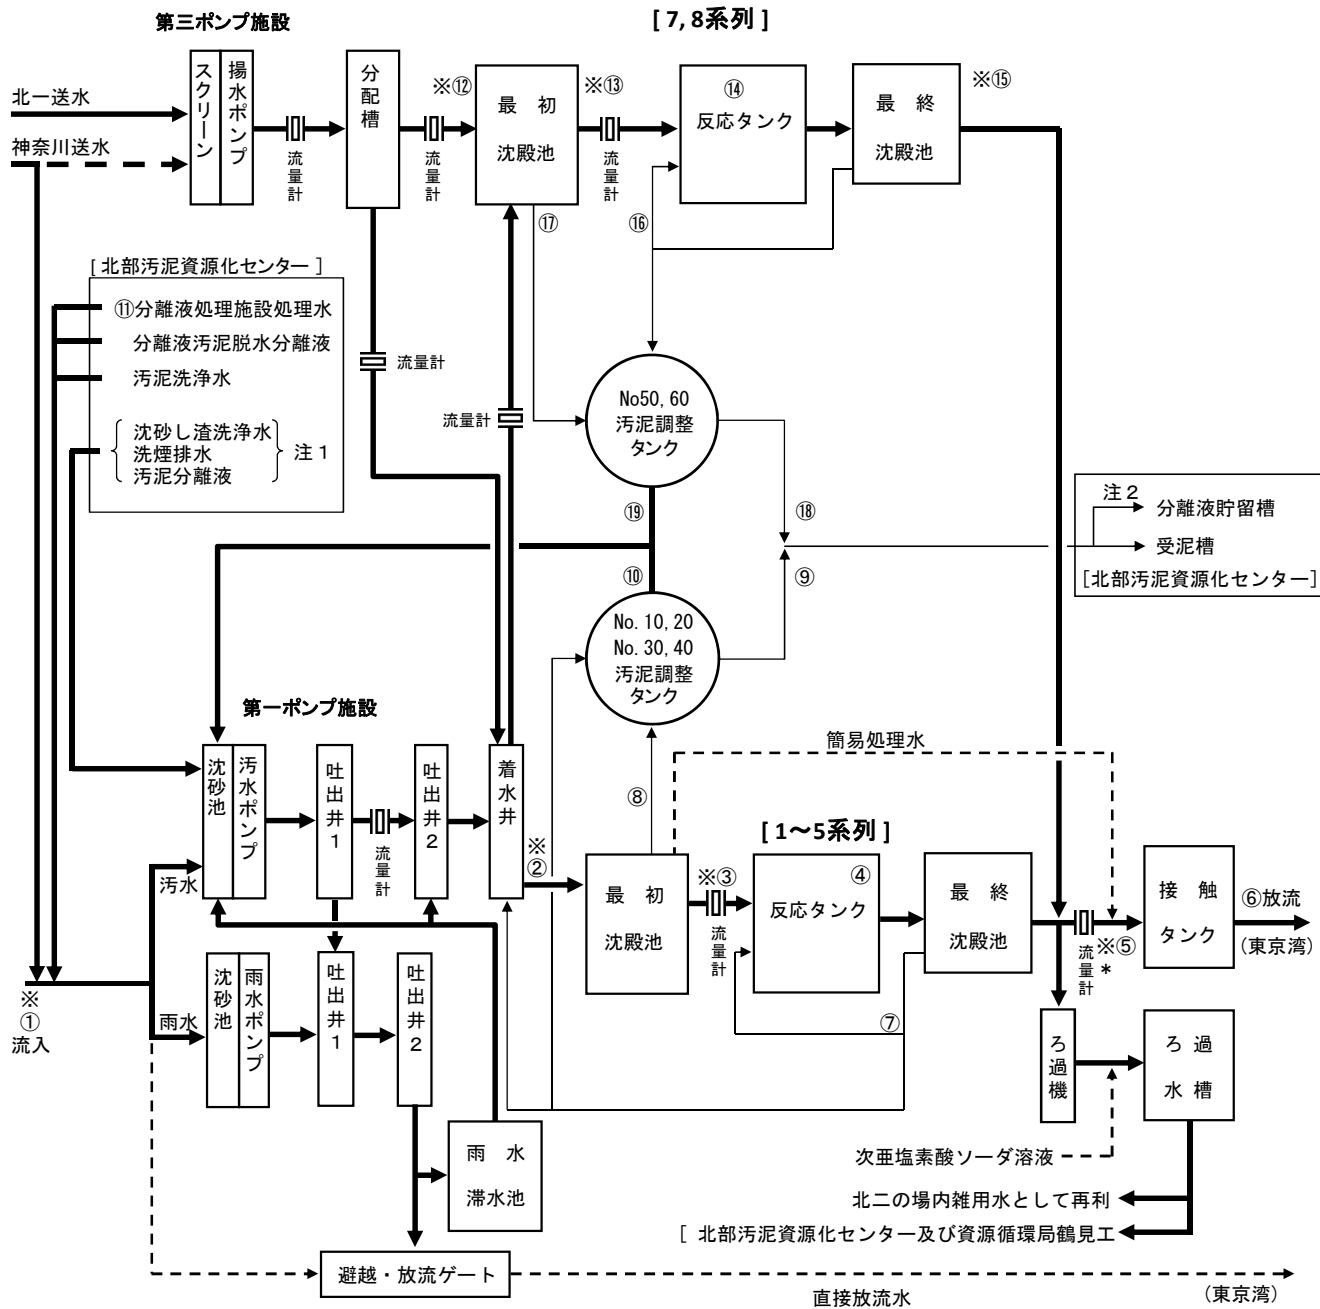 第三ポンプ施設
[ 7, 8系列 ]
北一送水
神奈川送水
スクリーン
揚水ポンプ
流量計
分配槽
流量計
※⑫
最 初
沈殿池
※⑬
流量計
⑭
反応タンク
最 終
沈殿池
※⑮
⑰
⑯
[ 北部汚泥資源化センター ]
⑪分離液処理施設処理水
分離液汚泥脱水分離液
汚泥洗浄水
沈砂し渣洗浄水
洗煙排水
汚泥分離液
注１
流量計
流量計
No50, 60
汚泥調整
タンク
⑲
⑱
⑩
⑨
注２
分離液貯留槽
受泥槽
[北部汚泥資源化センター]
No. 10, 20
No. 30, 40
汚泥調整
タンク
第一ポンプ施設
簡易処理水
沈砂池
汚水ポンプ
吐出井１
流量計
吐出井２
着水井
⑧
[ 1～5系列 ]
※
②
汚水
最 初
沈殿池
※③
流量計
④
反応タンク
最 終
沈殿池
流量計
※⑤
*
接 触
タンク
⑥放流
(東京湾)
※
①
流入
雨水
沈砂池
雨水ポンプ
吐出井１
吐出井２
⑦
ろ過機
ろ 過
水 槽
雨 水
滞水池
次亜塩素酸ソーダ溶液
北二の場内雑用水として再利
[ 北部汚泥資源化センター及び資源循環局鶴見工
避越・放流ゲート
直接放流水
(東京湾)